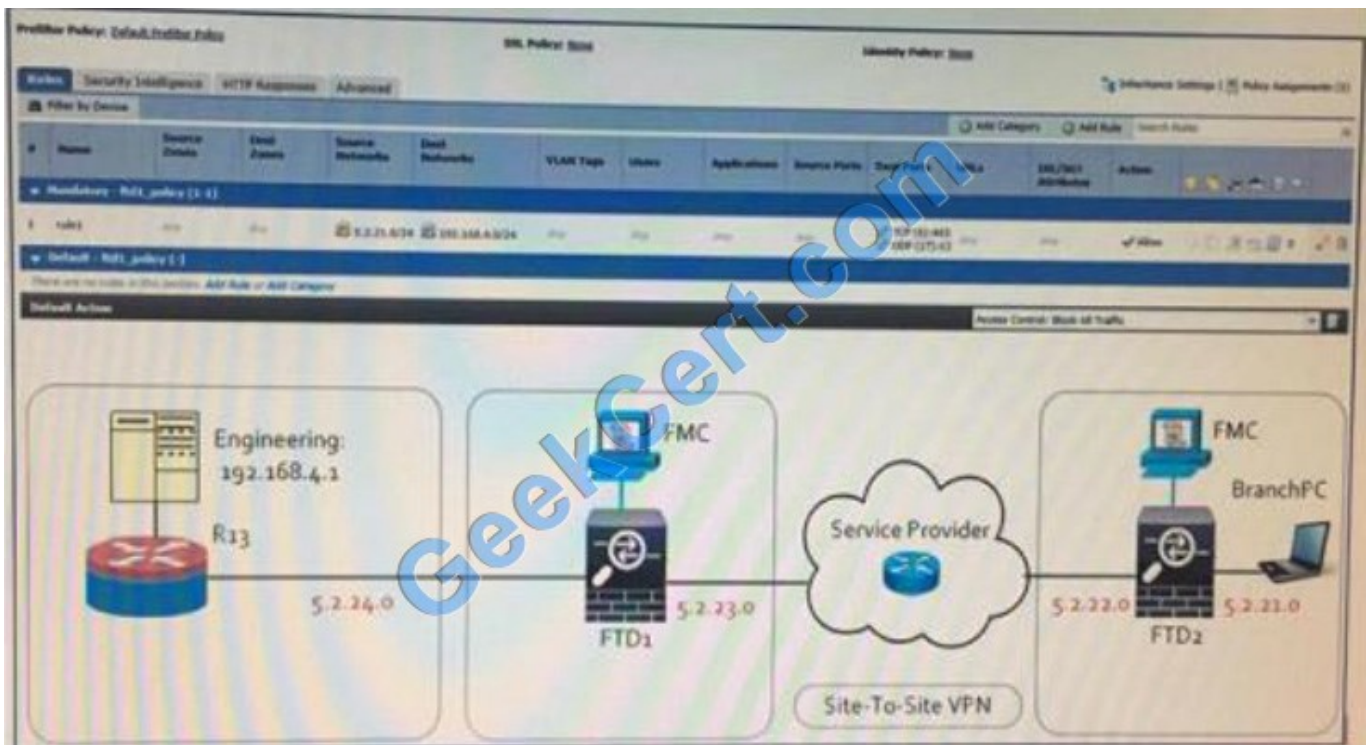 Prefilter Policy: Default Prefilter Policy
SSL Policy: None
Identity Policy: None
Rules Security Intelligence HTTP Responses Advanced
Inheritance Settings | Policy Assignments
Filter by Device
Add Category Add Rule Search Rules
# Name Source Zones Dest Zones Source Networks Dest Networks VLAN Tags Users Applications Source Ports Dest Ports URLs Attributes Action
Mandatory - ftd1_policy (1-1)
1 rule1 any any 5.2.21.0/24 192.168.4.0/24 any any any any any any Allow
Default - ftd1_policy (-)
There are no rules in this section. Add Rule or Add Category
Default Action
Access Control: Block All Traffic
GeekCert.com
Engineering:
192.168.4.1
R13
5.2.24.0
FMC
FTD1
5.2.23.0
Service Provider
Site-To-Site VPN
FMC
BranchPC
5.2.22.0
5.2.21.0
FTD2